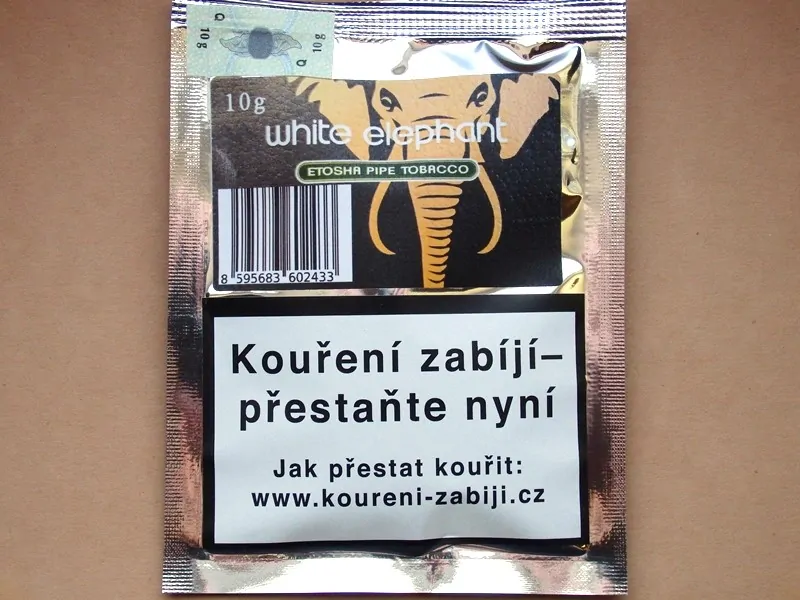 Q 10g
Q 10g
10g
white elephant
ETOSHA PIPE TOBACCO
8 595683 602433
Kouření zabíjí–
přestaňte nyní
Jak přestat kouřit:
www.koureni-zabiji.cz